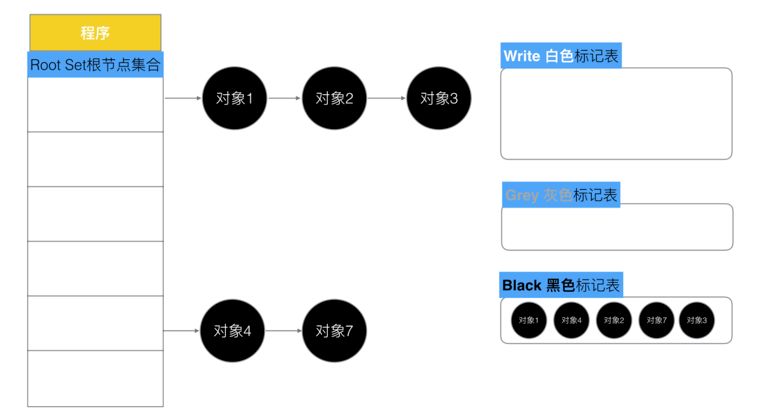 程序
Root Set根节点集合
对象1
对象2
对象3
对象4
对象7
Write 白色标记表
Grey 灰色标记表
Black 黑色标记表
对象1
对象4
对象2
对象7
对象3